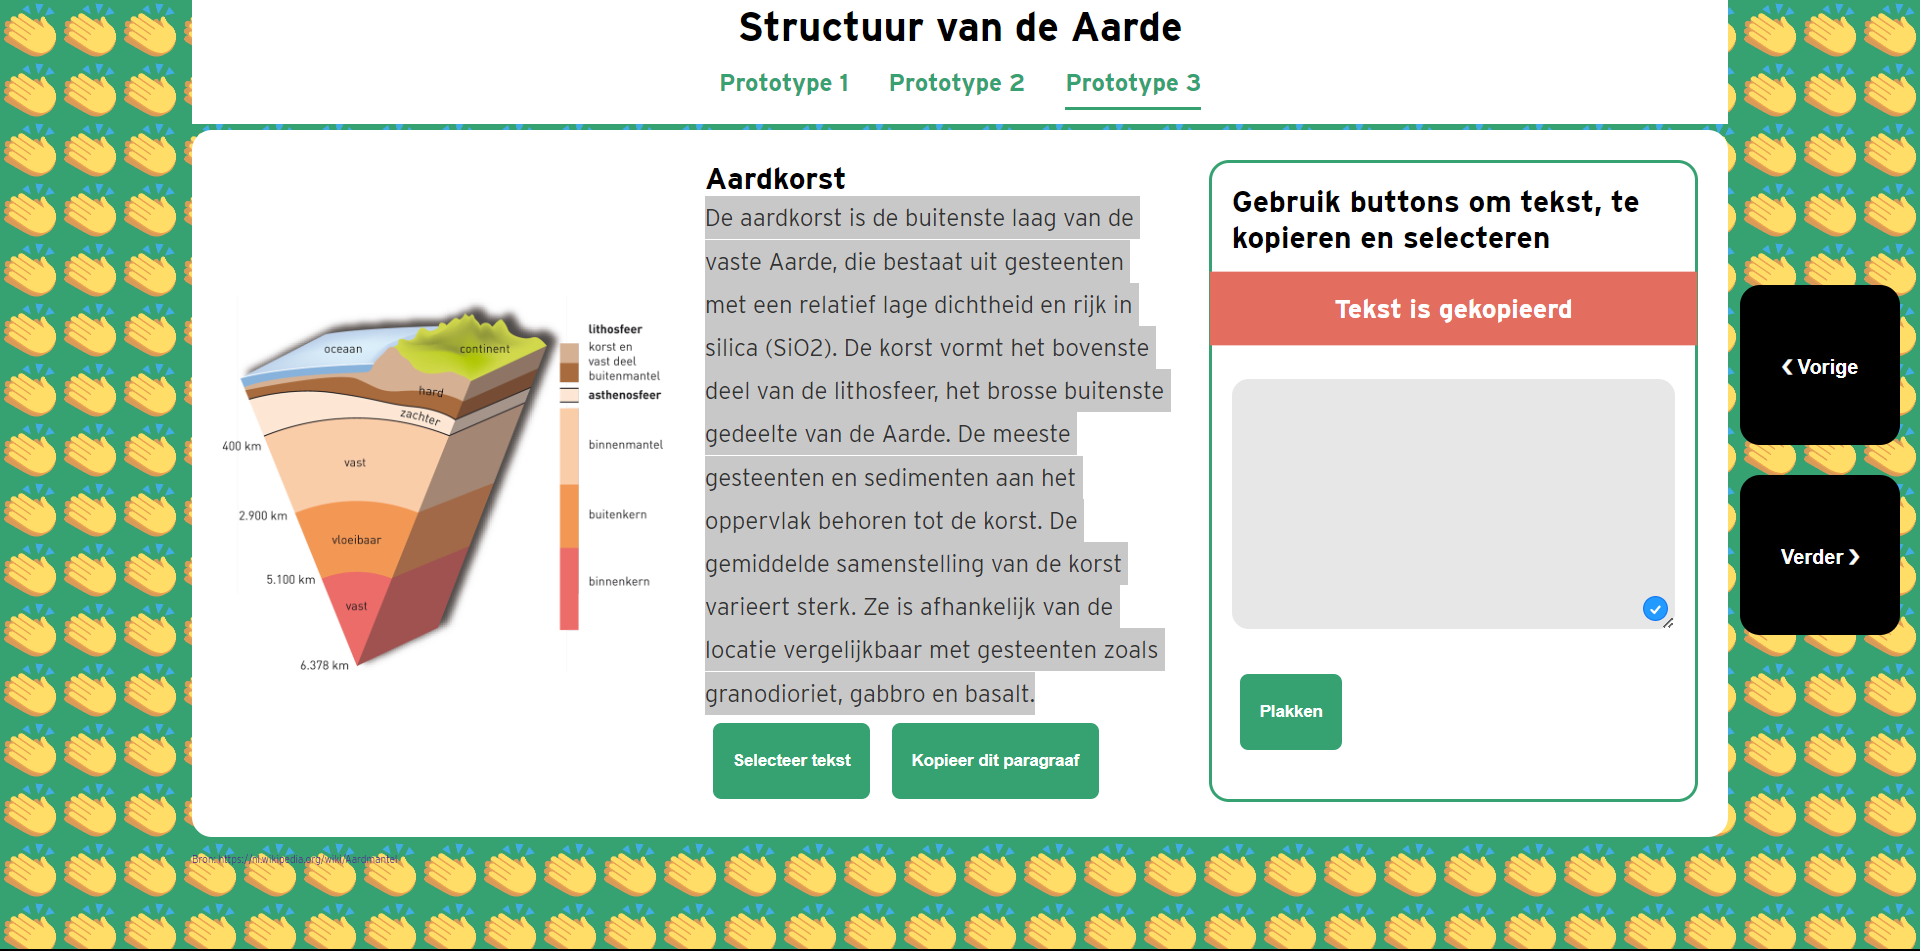 Structuur van de Aarde
Prototype 1
Prototype 2
Prototype 3
oceaan
continent
hard
zachter
400 km
vast
2.900 km
vloeibaar
5.100 km
vast
6.378 km
lithosfeer
korst en
vast deel
buitenmantel
asthenosfeer
binnenmantel
buitenkern
binnenkern
Aardkorst
De aardkorst is de buitenste laag van de
vaste Aarde, die bestaat uit gesteenten
met een relatief lage dichtheid en rijk in
silica (SiO2). De korst vormt het bovenste
deel van de lithosfeer, het brosse buitenste
gedeelte van de Aarde. De meeste
gesteenten en sedimenten aan het
oppervlak behoren tot de korst. De
gemiddelde samenstelling van de korst
varieert sterk. Ze is afhankelijk van de
locatie vergelijkbaar met gesteenten zoals
granodioriet, gabbro en basalt.
Selecteer tekst
Kopieer dit paragraaf
Gebruik buttons om tekst, te
kopieren en selecteren
Tekst is gekopieerd
Plakken
❮ Vorige
Verder ❯
Bron: https://nl.wikipedia.org/wiki/Aardmantel